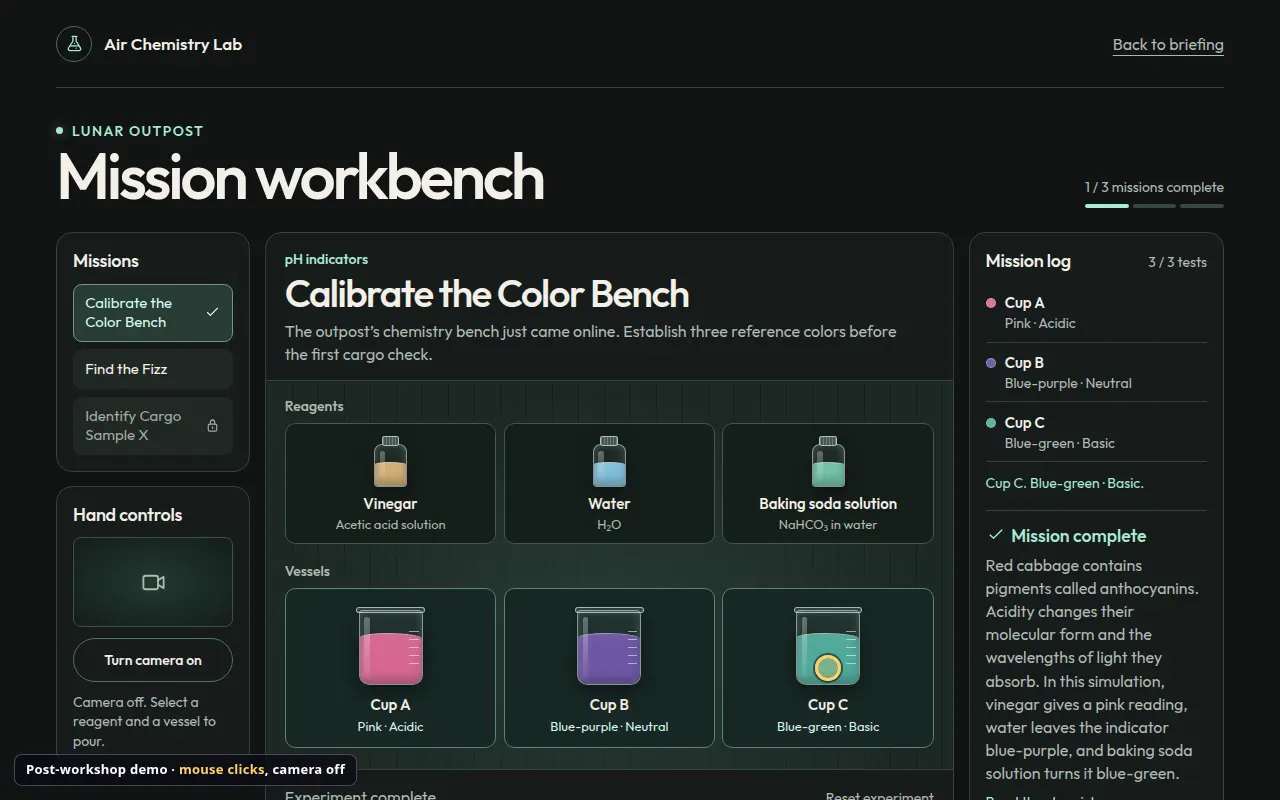 Air Chemistry Lab
Back to briefing
LUNAR OUTPOST
Mission workbench
1 / 3 missions complete
Missions
Calibrate the
Color Bench
Find the Fizz
Identify Cargo
Sample X
Hand controls
Turn camera on
Camera off. Select a
reagent and a vessel to
pour.
pH indicators
Calibrate the Color Bench
The outpost’s chemistry bench just came online. Establish three reference colors before
the first cargo check.
Reagents
Vinegar
Acetic acid solution
Water
H₂O
Baking soda solution
NaHCO₃ in water
Vessels
Cup A
Pink · Acidic
Cup B
Blue-purple · Neutral
Cup C
Blue-green · Basic
Experiment complete
Reset experiment
Mission log
3 / 3 tests
Cup A
Pink · Acidic
Cup B
Blue-purple · Neutral
Cup C
Blue-green · Basic
Cup C. Blue-green · Basic.
Mission complete
Red cabbage contains
pigments called anthocyanins.
Acidity changes their
molecular form and the
wavelengths of light they
absorb. In this simulation,
vinegar gives a pink reading,
water leaves the indicator
blue-purple, and baking soda
solution turns it blue-green.
Post-workshop demo · mouse clicks, camera off